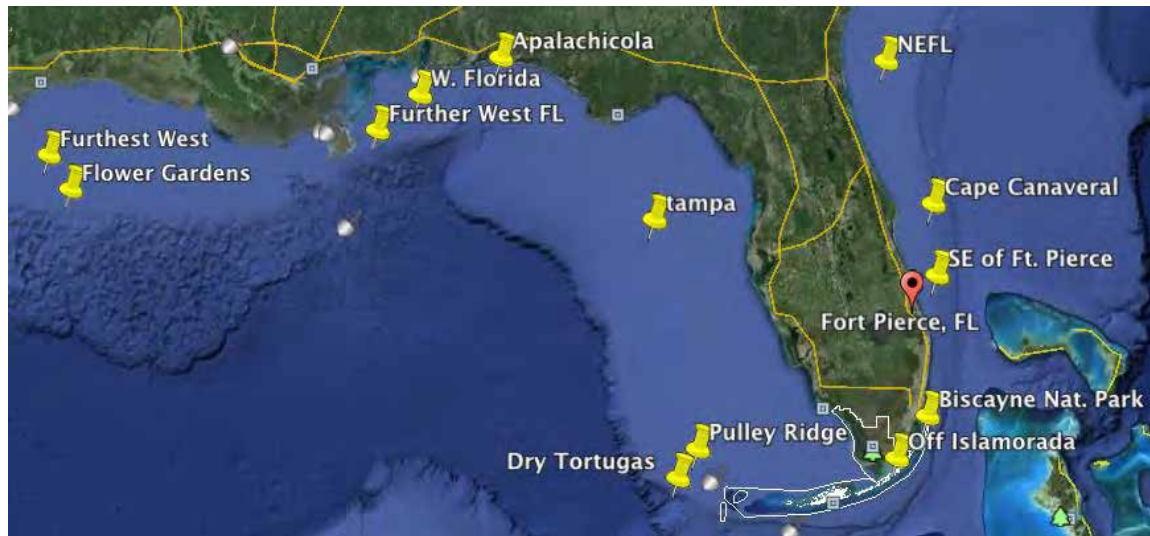 Apalachicola
NEFL
W. Florida
Further West FL
Furthest West
Flower Gardens
tampa
Cape Canaveral
SE of Ft. Pierce
Fort Pierce, FL
Biscayne Nat. Park
Pulley Ridge
Off Islamorada
Dry Tortugas